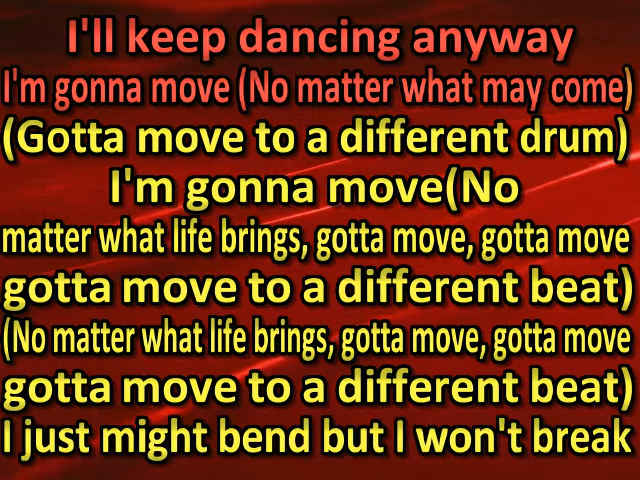 I'll keep dancing anyway
I'm gonna move (No matter what may come)
(Gotta move to a different drum)
I'm gonna move(No
matter what life brings, gotta move, gotta move
gotta move to a different beat)
(No matter what life brings, gotta move, gotta move
gotta move to a different beat)
I just might bend but I won't break